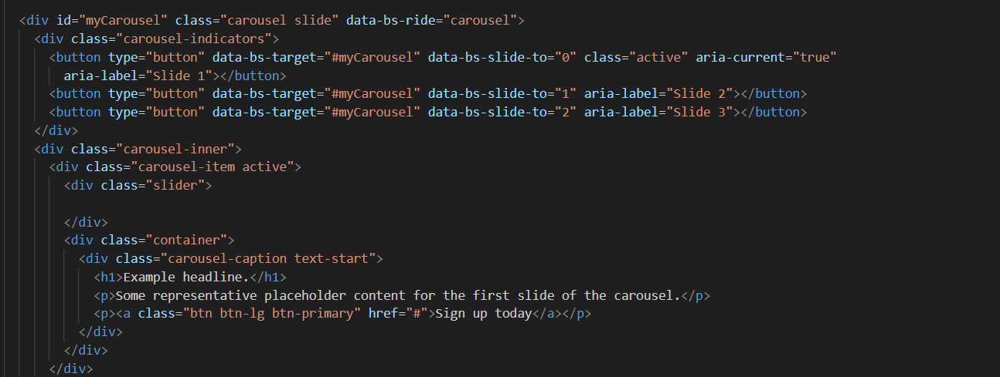 <div id="myCarousel" class="carousel slide" data-bs-ride="carousel">
<div class="carousel-indicators">
<button type="button" data-bs-target="#myCarousel" data-bs-slide-to="0" class="active" aria-current="true"
aria-label="Slide 1"></button>
<button type="button" data-bs-target="#myCarousel" data-bs-slide-to="1" aria-label="Slide 2"></button>
<button type="button" data-bs-target="#myCarousel" data-bs-slide-to="2" aria-label="Slide 3"></button>
</div>
<div class="carousel-inner">
<div class="carousel-item active">
<div class="slider">
</div>
<div class="container">
<div class="carousel-caption text-start">
<h1>Example headline.</h1>
<p>Some representative placeholder content for the first slide of the carousel.</p>
<p><a class="btn btn-lg btn-primary" href="#">Sign up today</a></p>
</div>
</div>
</div>